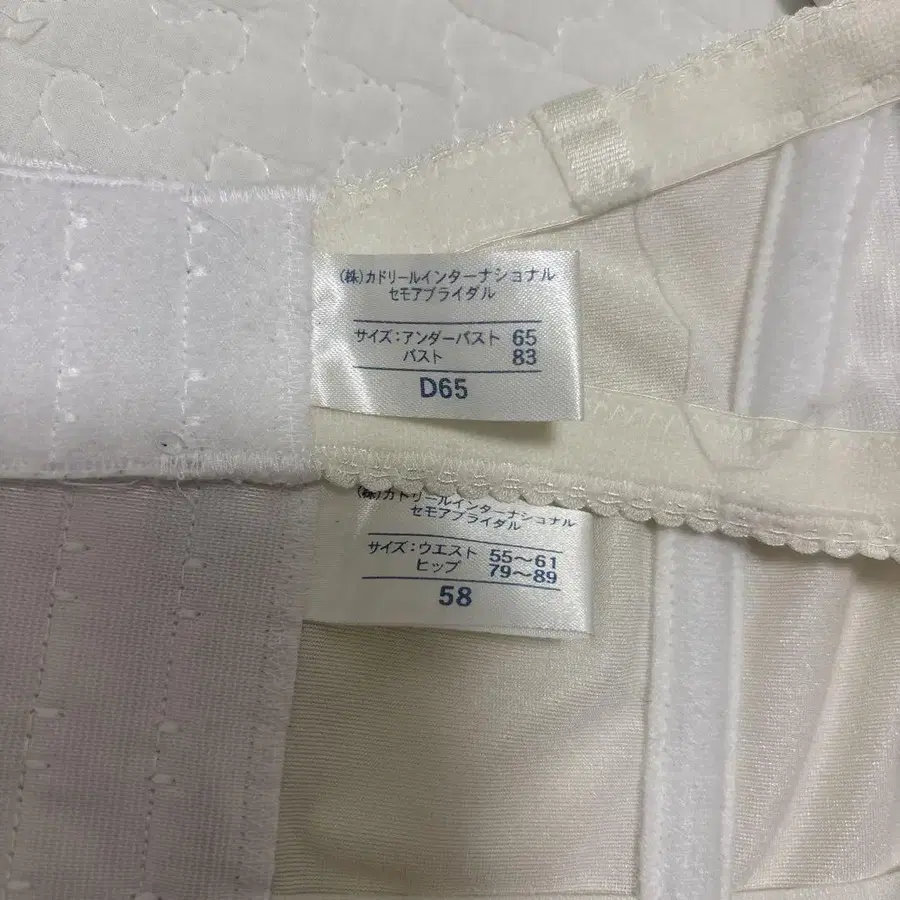 (株)カドリールインターナショナル
セモアブライダル
サイズ:アンダーバスト 65
バスト 83
D65
(株)カドリールインターナショナル
セモアブライダル
サイズ:ウエスト 55〜61
ヒップ 79〜89
58